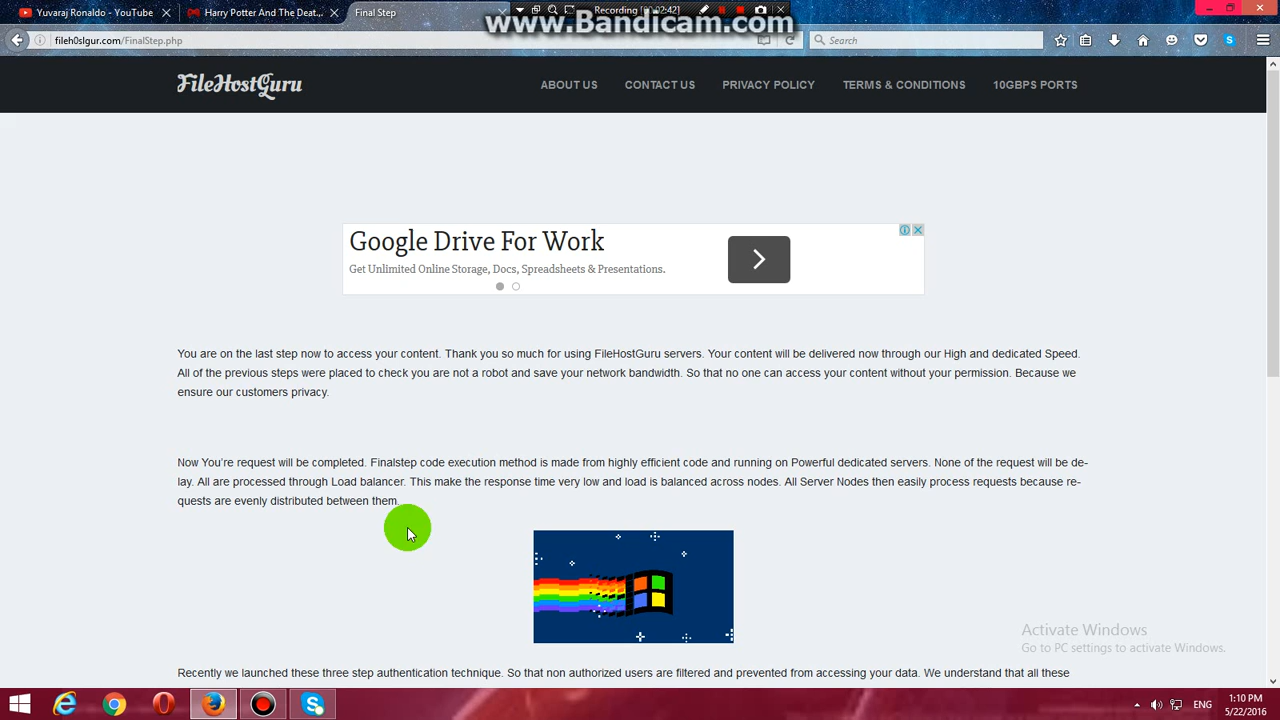 Yuvaraj Ronaldo - YouTube
Harry Potter And The Deat...
Final Step
Recording [00:02:42]
www.Bandicam.com
fileh0slgur.com/FinalStep.php
Search
FileHostGuru
ABOUT US
CONTACT US
PRIVACY POLICY
TERMS & CONDITIONS
10GBPS PORTS
Google Drive For Work
Get Unlimited Online Storage, Docs, Spreadsheets & Presentations.
You are on the last step now to access your content. Thank you so much for using FileHostGuru servers. Your content will be delivered now through our High and dedicated Speed.
All of the previous steps were placed to check you are not a robot and save your network bandwidth. So that no one can access your content without your permission. Because we
ensure our customers privacy.
Now You're request will be completed. Finalstep code execution method is made from highly efficient code and running on Powerful dedicated servers. None of the request will be de-
lay. All are processed through Load balancer. This make the response time very low and load is balanced across nodes. All Server Nodes then easily process requests because re-
quests are evenly distributed between them.
Activate Windows
Go to PC settings to activate Windows.
Recently we launched these three step authentication technique. So that non authorized users are filtered and prevented from accessing your data. We understand that all these
ENG
1:10 PM
5/22/2016